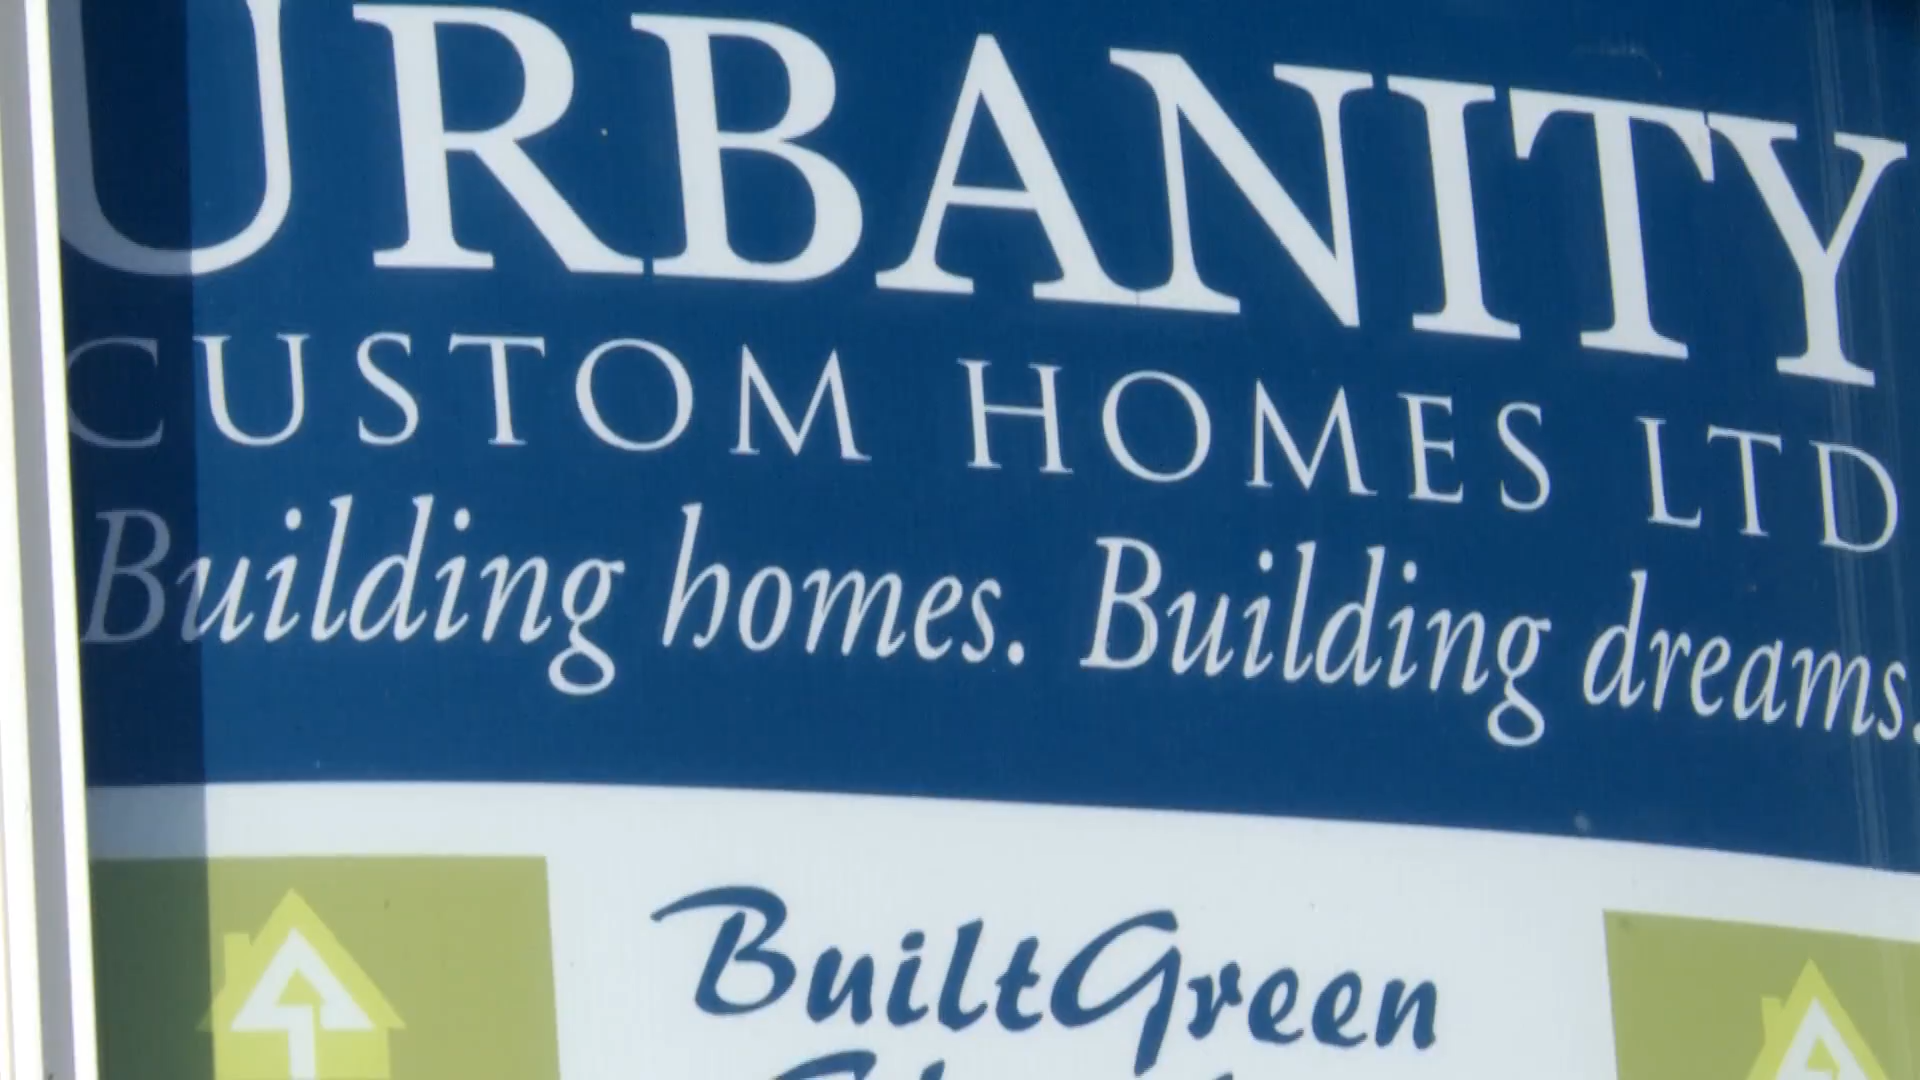 URBANITY
CUSTOM HOMES LTD
Building homes. Building dreams.
BuiltGreen